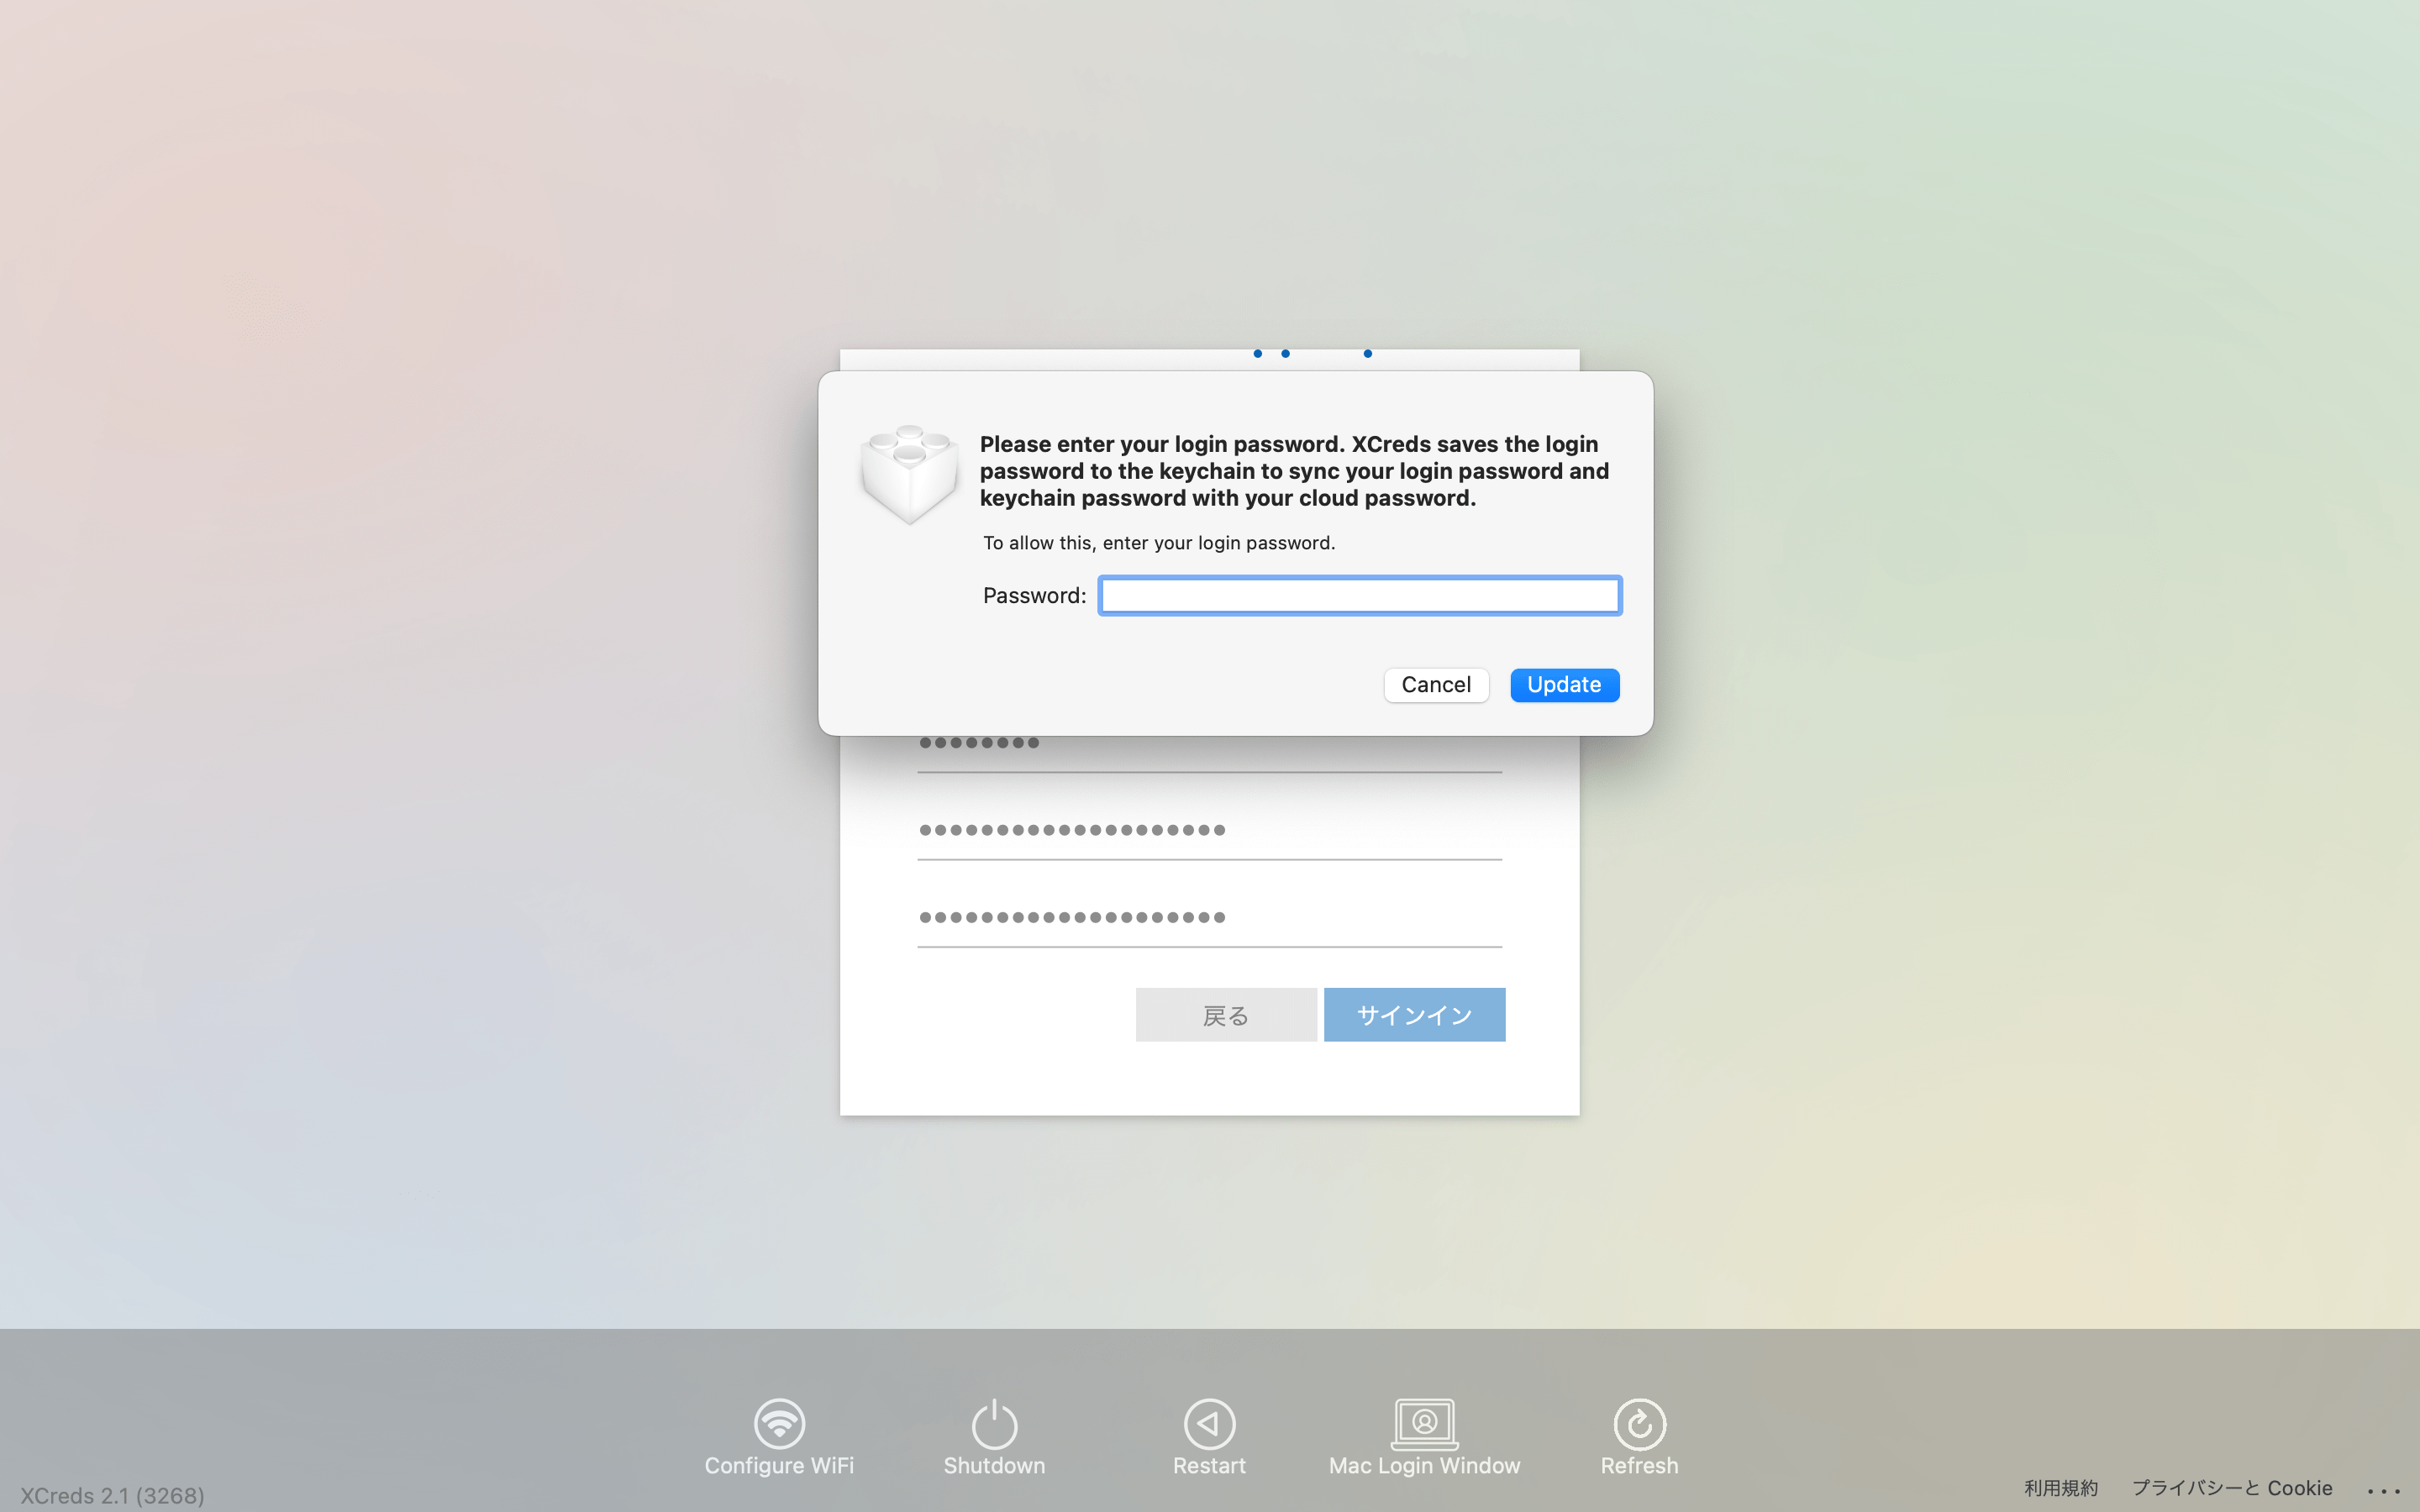 Please enter your login password. XCreds saves the login
password to the keychain to sync your login password and
keychain password with your cloud password.
To allow this, enter your login password.
Password:
Cancel
Update
••••••••
••••••••••••••••••••
••••••••••••••••••••
戻る
サインイン
Configure WiFi
Shutdown
Restart
Mac Login Window
Refresh
XCreds 2.1 (3268)
利用規約
プライバシーと Cookie
...